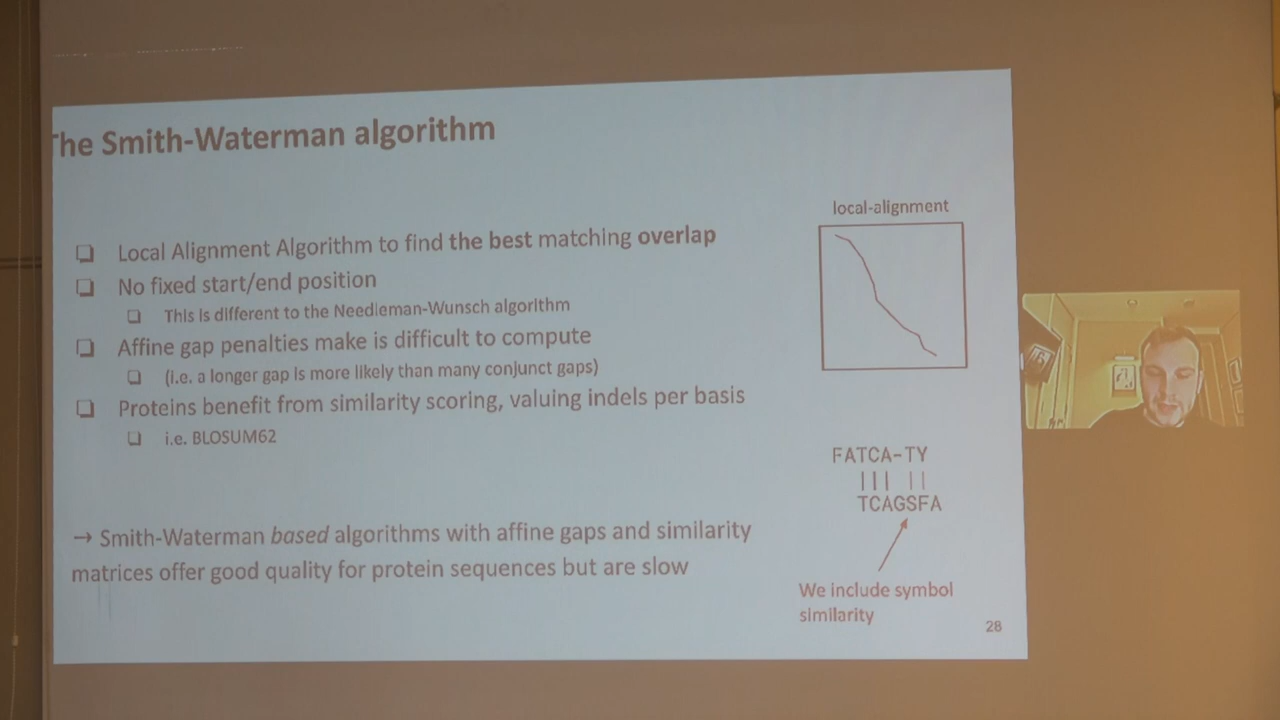 The Smith-Waterman algorithm
Local Alignment Algorithm to find the best matching overlap
No fixed start/end position
This is different to the Needleman-Wunsch algorithm
Affine gap penalties make is difficult to compute
(i.e. a longer gap is more likely than many conjunct gaps)
Proteins benefit from similarity scoring, valuing indels per basis
i.e. BLOSUM62
→ Smith-Waterman based algorithms with affine gaps and similarity
matrices offer good quality for protein sequences but are slow
local-alignment
FATCA-TY
||| ||
TCAGSFA
We include symbol
similarity
28